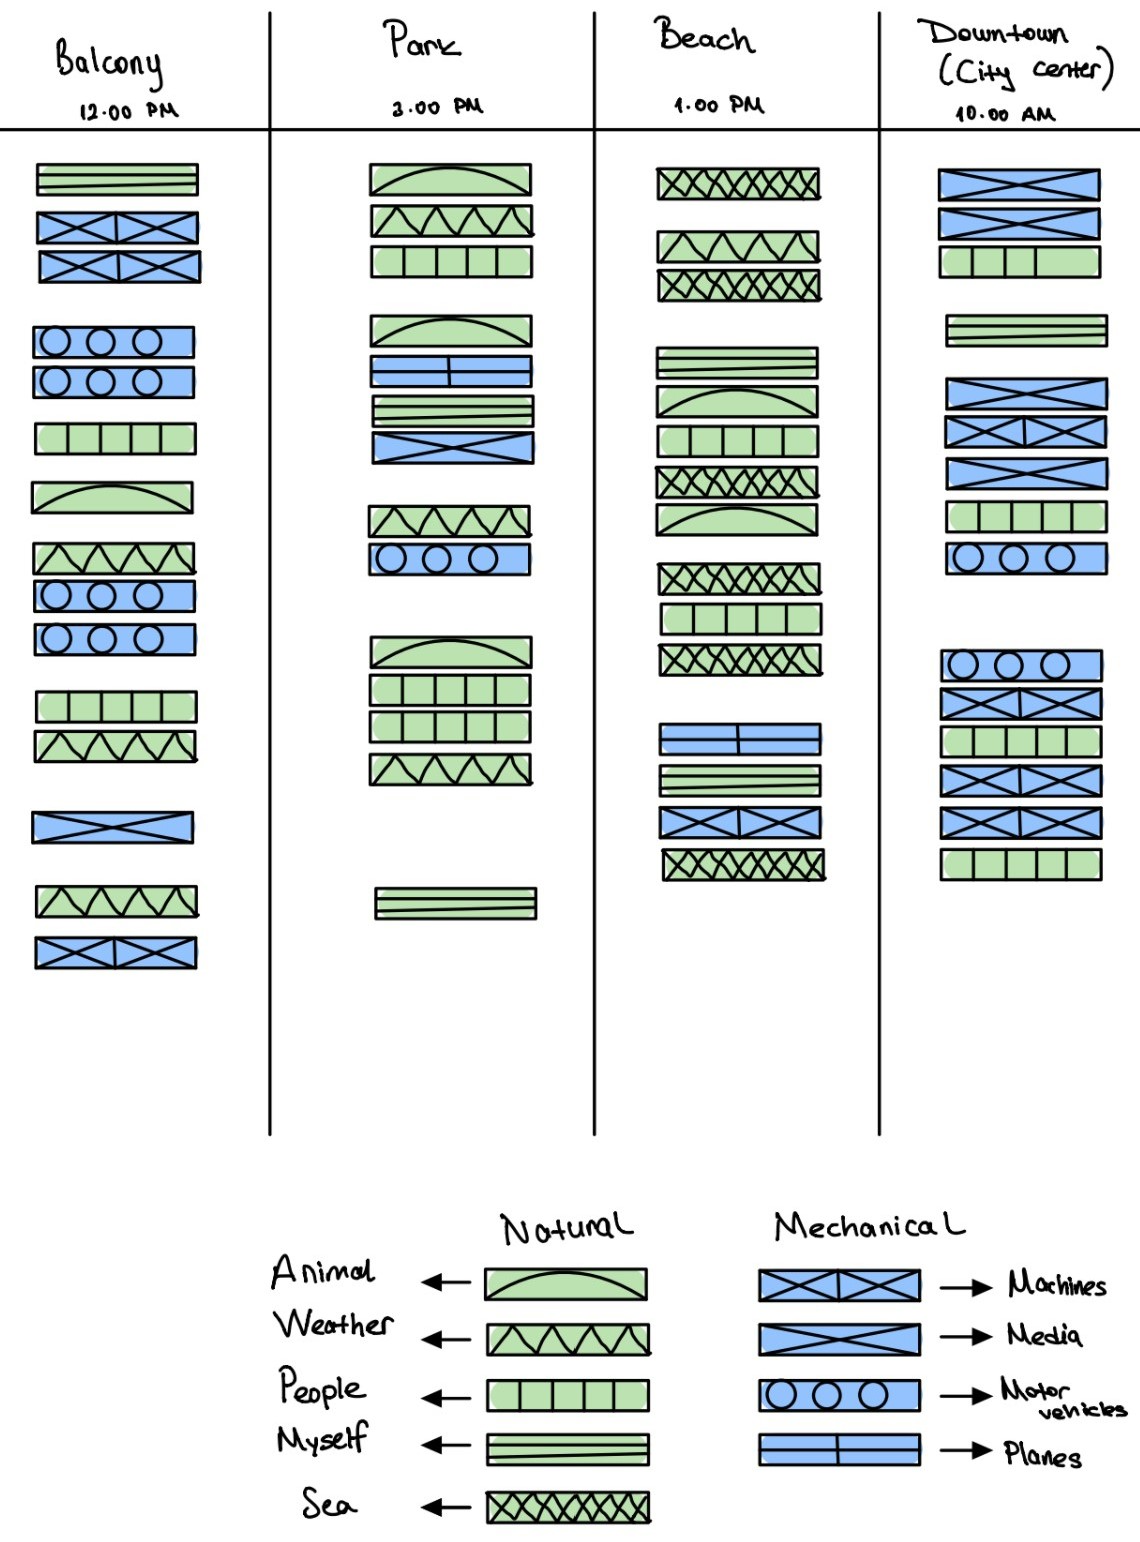 Balcony
12.00 PM
Park
3.00 PM
Beach
1.00 PM
Downtown
(City center)
10.00 AM
Natural
Animal
Weather
People
Myself
Sea
Mechanical
Machines
Media
Motor
vehicles
Planes